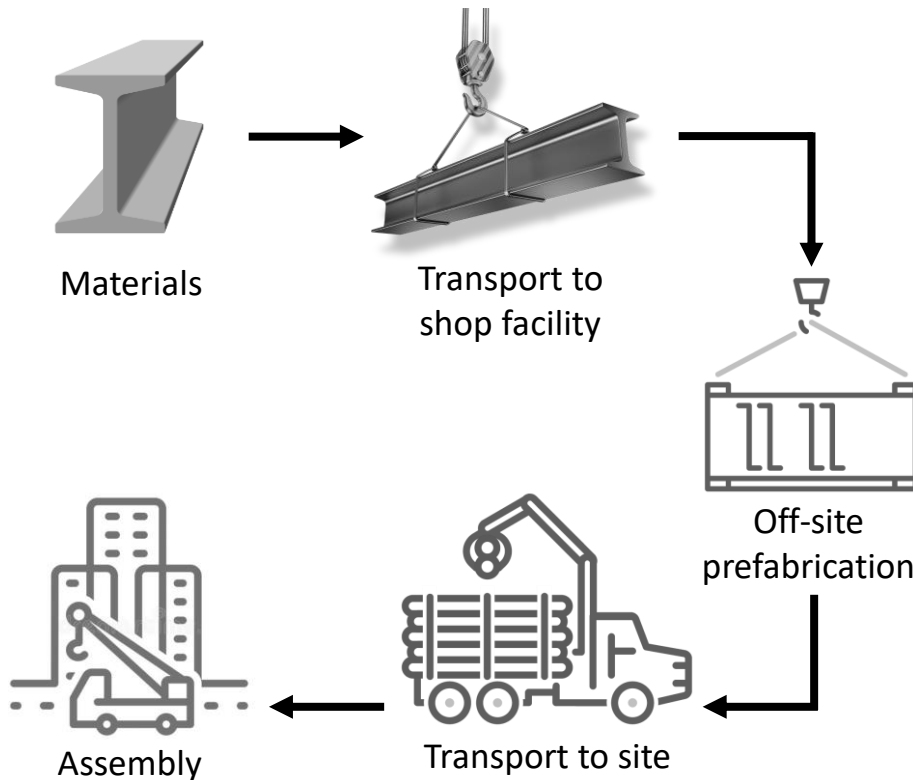 Materials
Transport to
shop facility
Off-site
prefabrication
Transport to site
Assembly